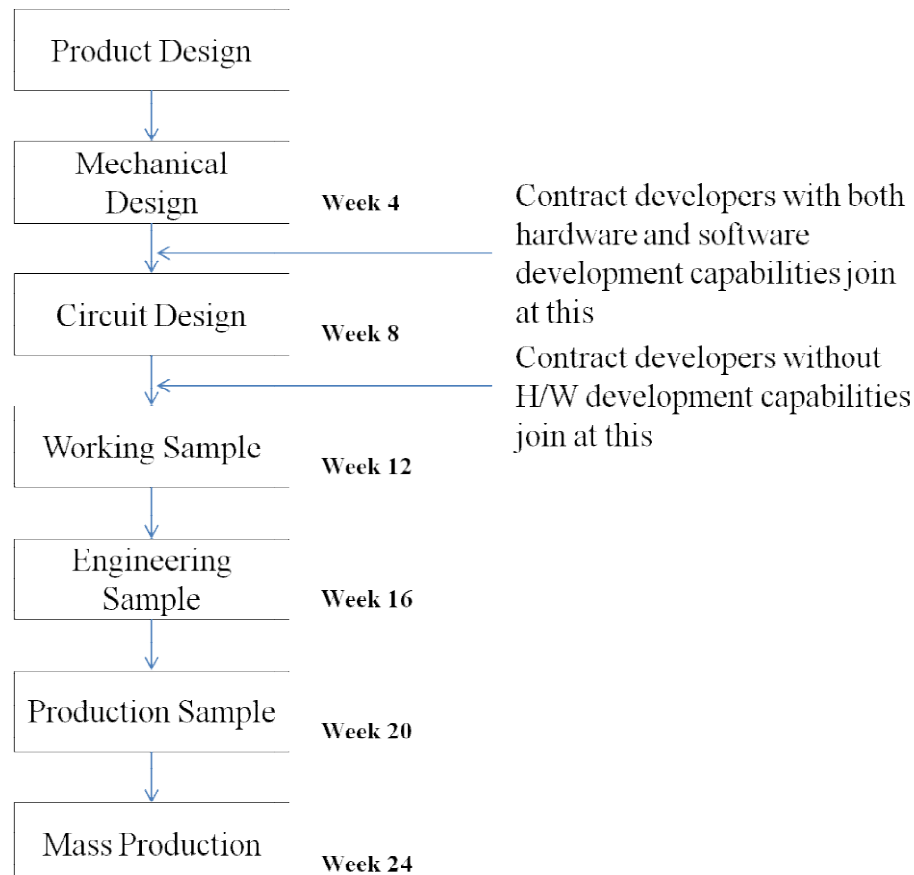 Product Design
Mechanical
Design
Week 4
Contract developers with both
hardware and software
development capabilities join
at this
Circuit Design
Week 8
Contract developers without
H/W development capabilities
join at this
Working Sample
Week 12
Engineering
Sample
Week 16
Production Sample
Week 20
Mass Production
Week 24